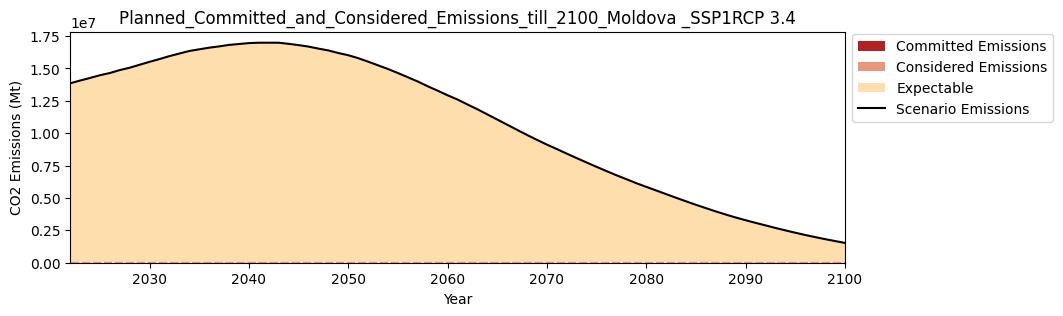 Planned_Committed_and_Considered_Emissions_till_2100_Moldova _SSP1RCP 3.4
1e7
1.75
1.50
1.25
1.00
0.75
0.50
0.25
0.00
CO2 Emissions (Mt)
2030
2040
2050
2060
2070
2080
2090
2100
Year
Committed Emissions
Considered Emissions
Expectable
Scenario Emissions